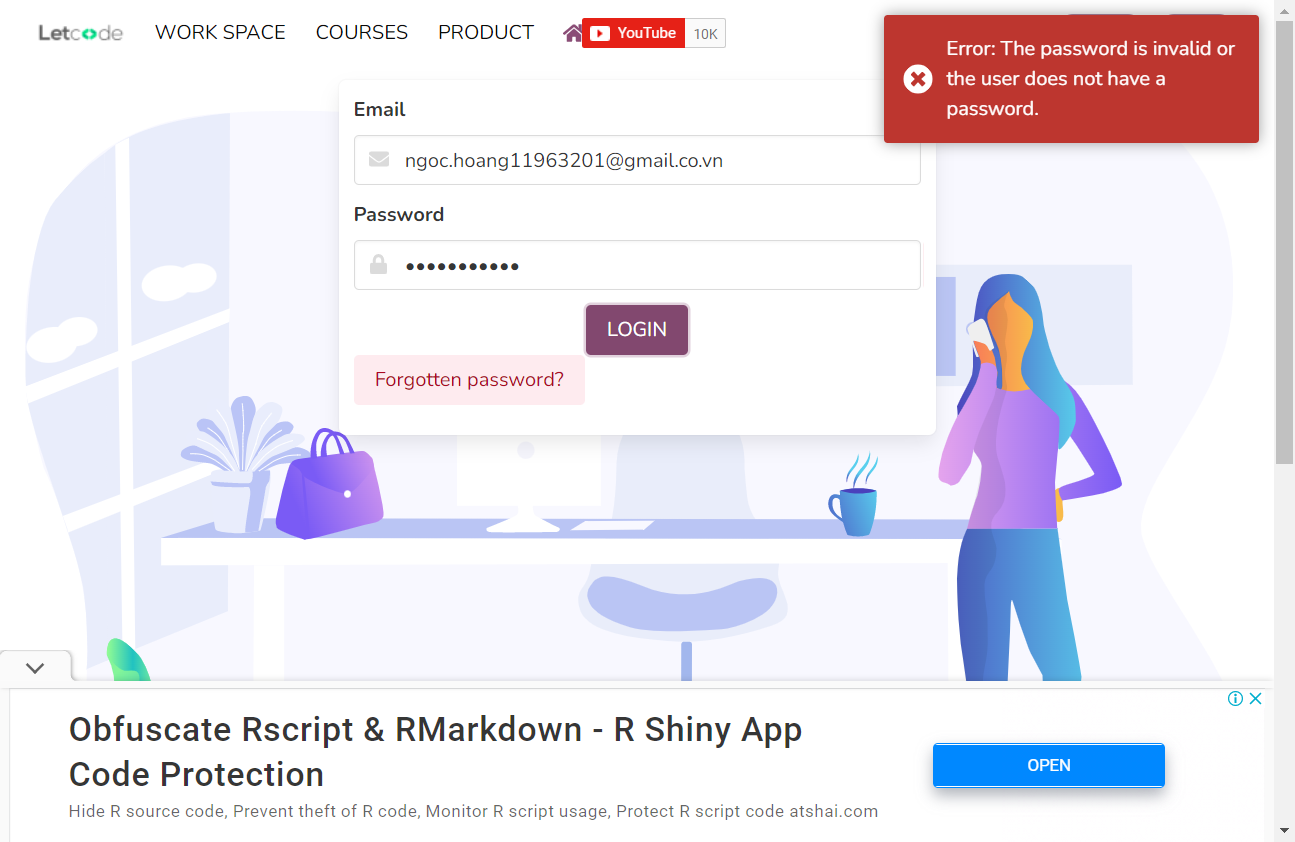 Letcode WORK SPACE COURSES PRODUCT YouTube 10K
Error: The password is invalid or
the user does not have a
password.
Email
ngoc.hoang11963201@gmail.co.vn
Password
•••••••••••
LOGIN
Forgotten password?
Obfuscate Rscript & RMarkdown - R Shiny App
Code Protection
Hide R source code, Prevent theft of R code, Monitor R script usage, Protect R script code atshai.com
OPEN